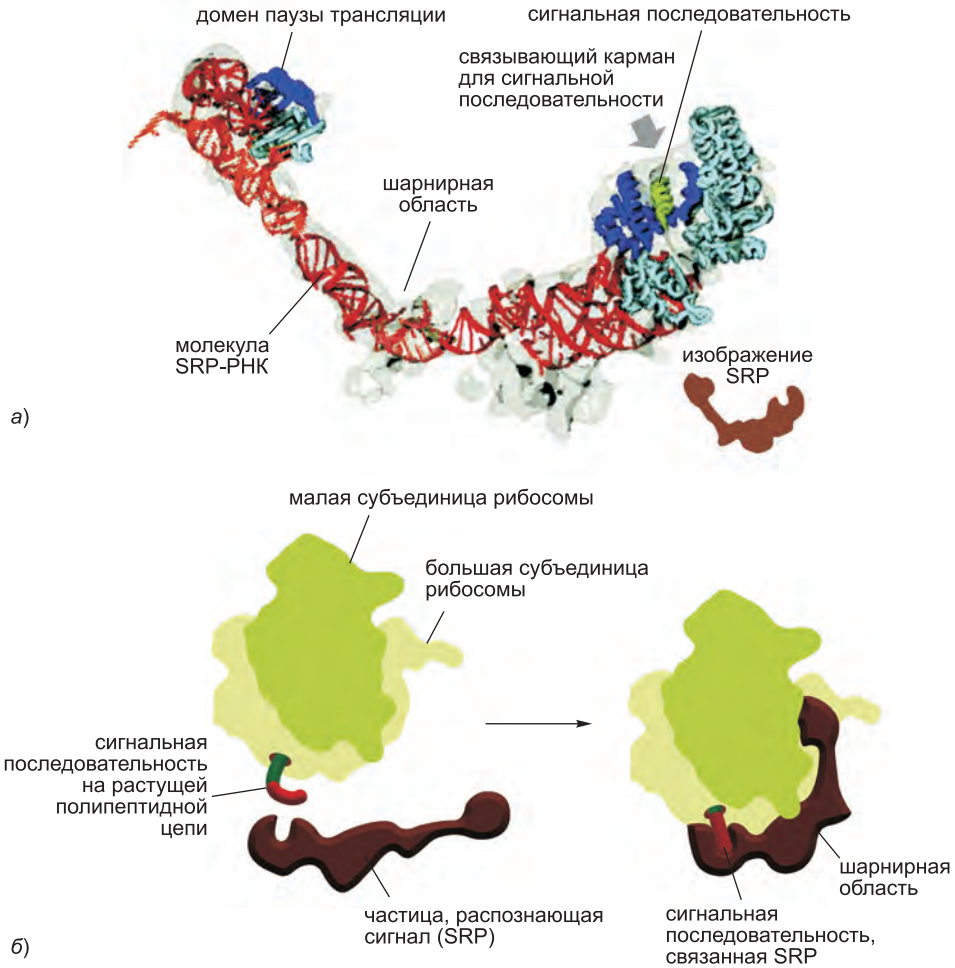 домен паузы трансляции
сигнальная последовательность
связывающий карман
для сигнальной
последовательности
шарнирная
область
молекула
SRP-РНК
изображение
SRP
а)
малая субъединица рибосомы
большая субъединица
рибосомы
сигнальная
последовательность
на растущей
полипептидной
цепи
шарнирная
область
частица, распознающая
сигнал (SRP)
сигнальная
последовательность,
связанная SRP
б)